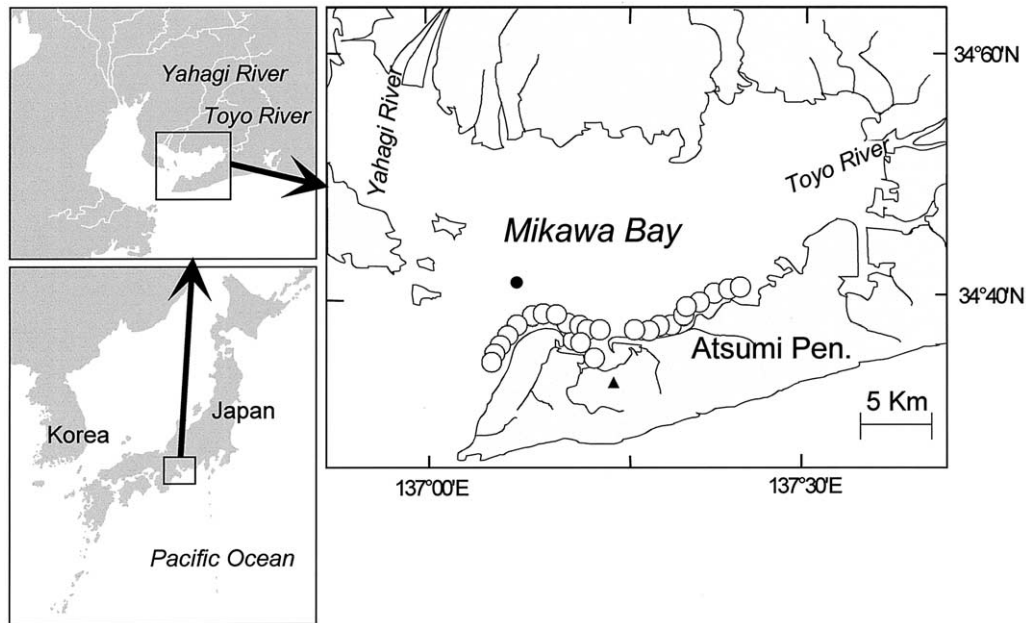 Yahagi River
Toyo River
Korea
Japan
Pacific Ocean
Yahagi River
Toyo River
Mikawa Bay
Atsumi Pen.
5 Km
34°60'N
34°40'N
137°00'E
137°30'E